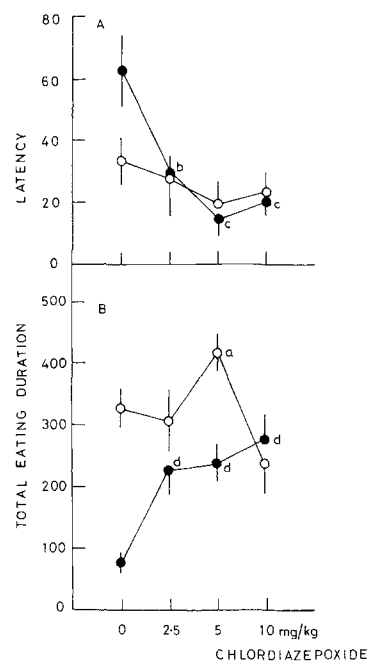 80
A
60
40
20
0
LATENCY
b
c
c
500
B
400
300
200
100
0
TOTAL EATING DURATION
a
d
d
d
0 2·5 5 10 mg/kg
CHLORDIAZEPOXIDE